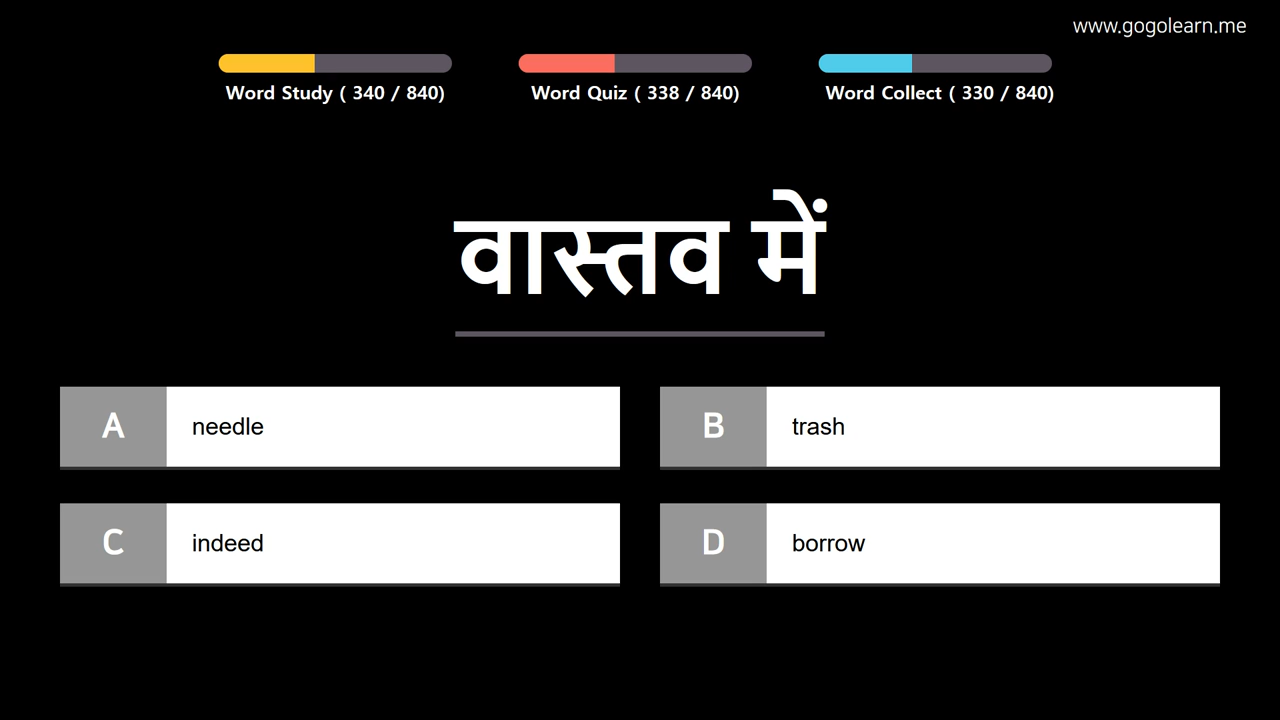 www.gogolearn.me
Word Study ( 340 / 840)
Word Quiz ( 338 / 840)
Word Collect ( 330 / 840)
वास्तव में
A needle
B trash
C indeed
D borrow